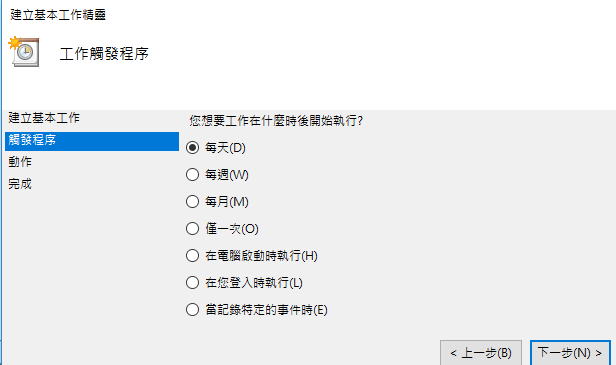 建立基本工作精靈
工作觸發程序
建立基本工作
觸發程序
動作
完成
您想要工作在什麼時後開始執行?
每天(D)
每週(W)
每月(M)
僅一次(O)
在電腦啟動時執行(H)
在您登入時執行(L)
當記錄特定的事件時(E)
< 上一步(B)
下一步(N) >